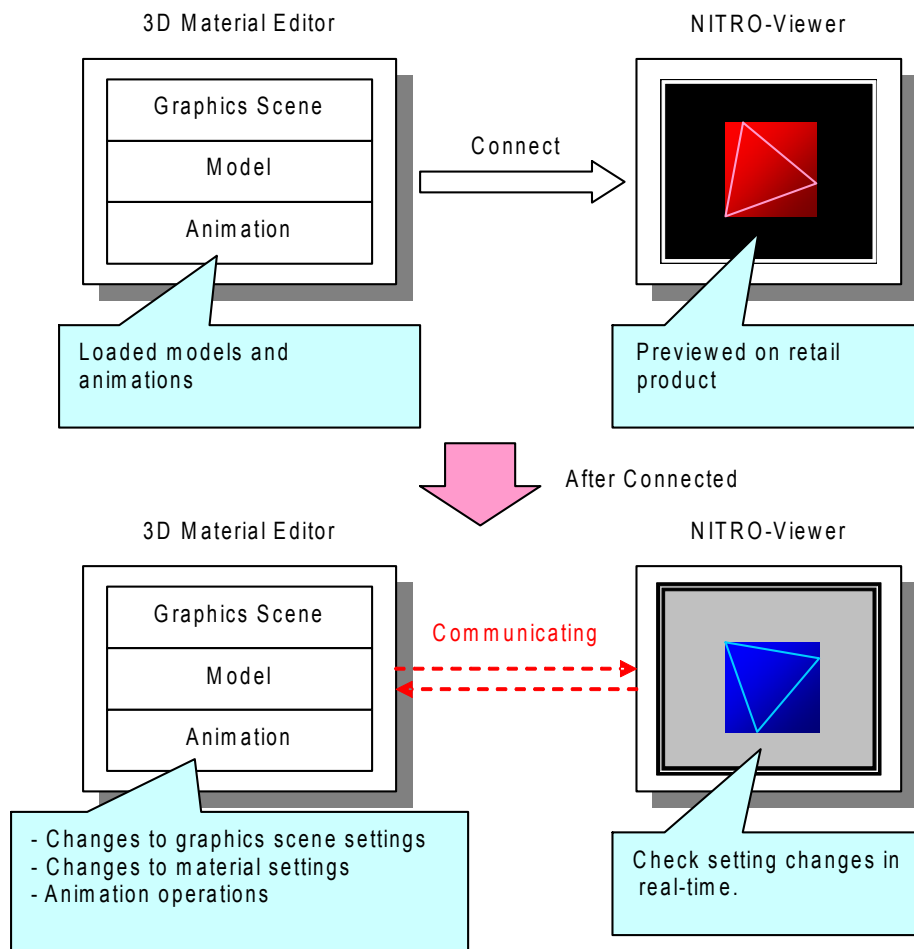 3D Material Editor
NITRO-Viewer
Graphics Scene
Model
Animation
Connect
Loaded models and
animations
Previewed on retail
product
After Connected
3D Material Editor
NITRO-Viewer
Graphics Scene
Model
Animation
Communicating
- Changes to graphics scene settings
- Changes to material settings
- Animation operations
Check setting changes in
real-time.